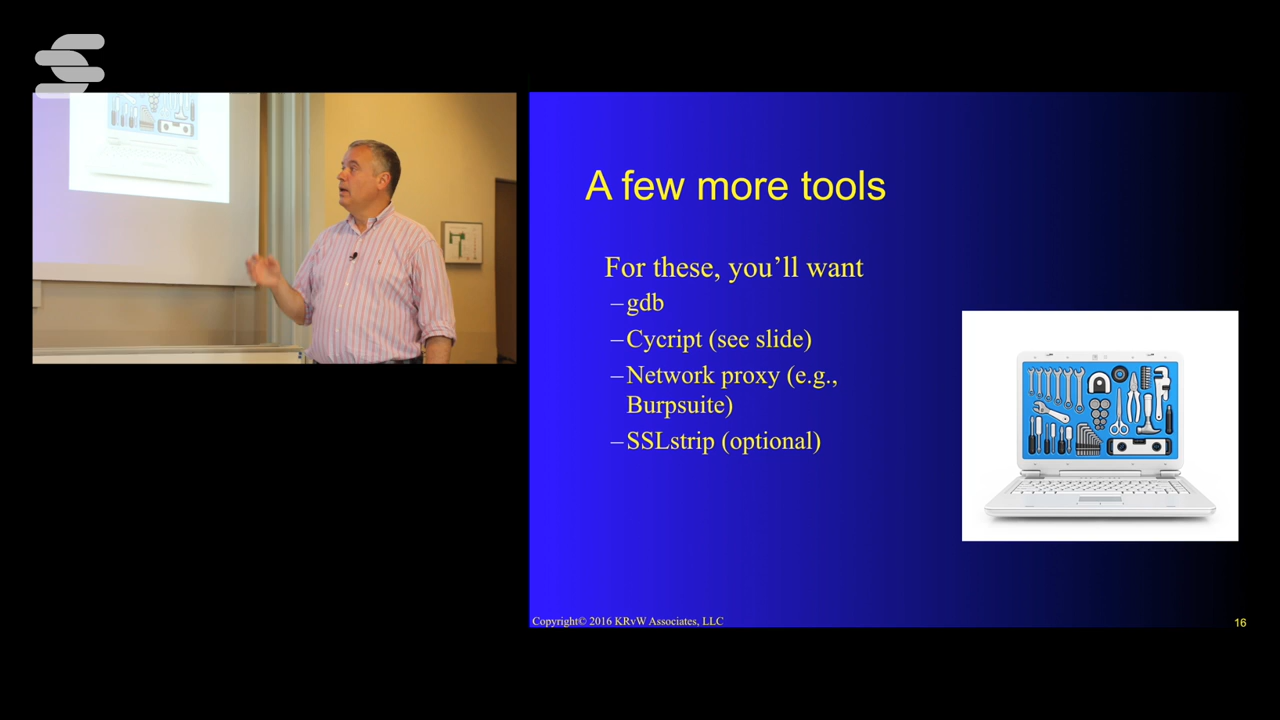 A few more tools
For these, you'll want
–gdb
–Cycript (see slide)
–Network proxy (e.g.,
Burpsuite)
–SSLstrip (optional)
Copyright© 2016 KRvW Associates, LLC
16